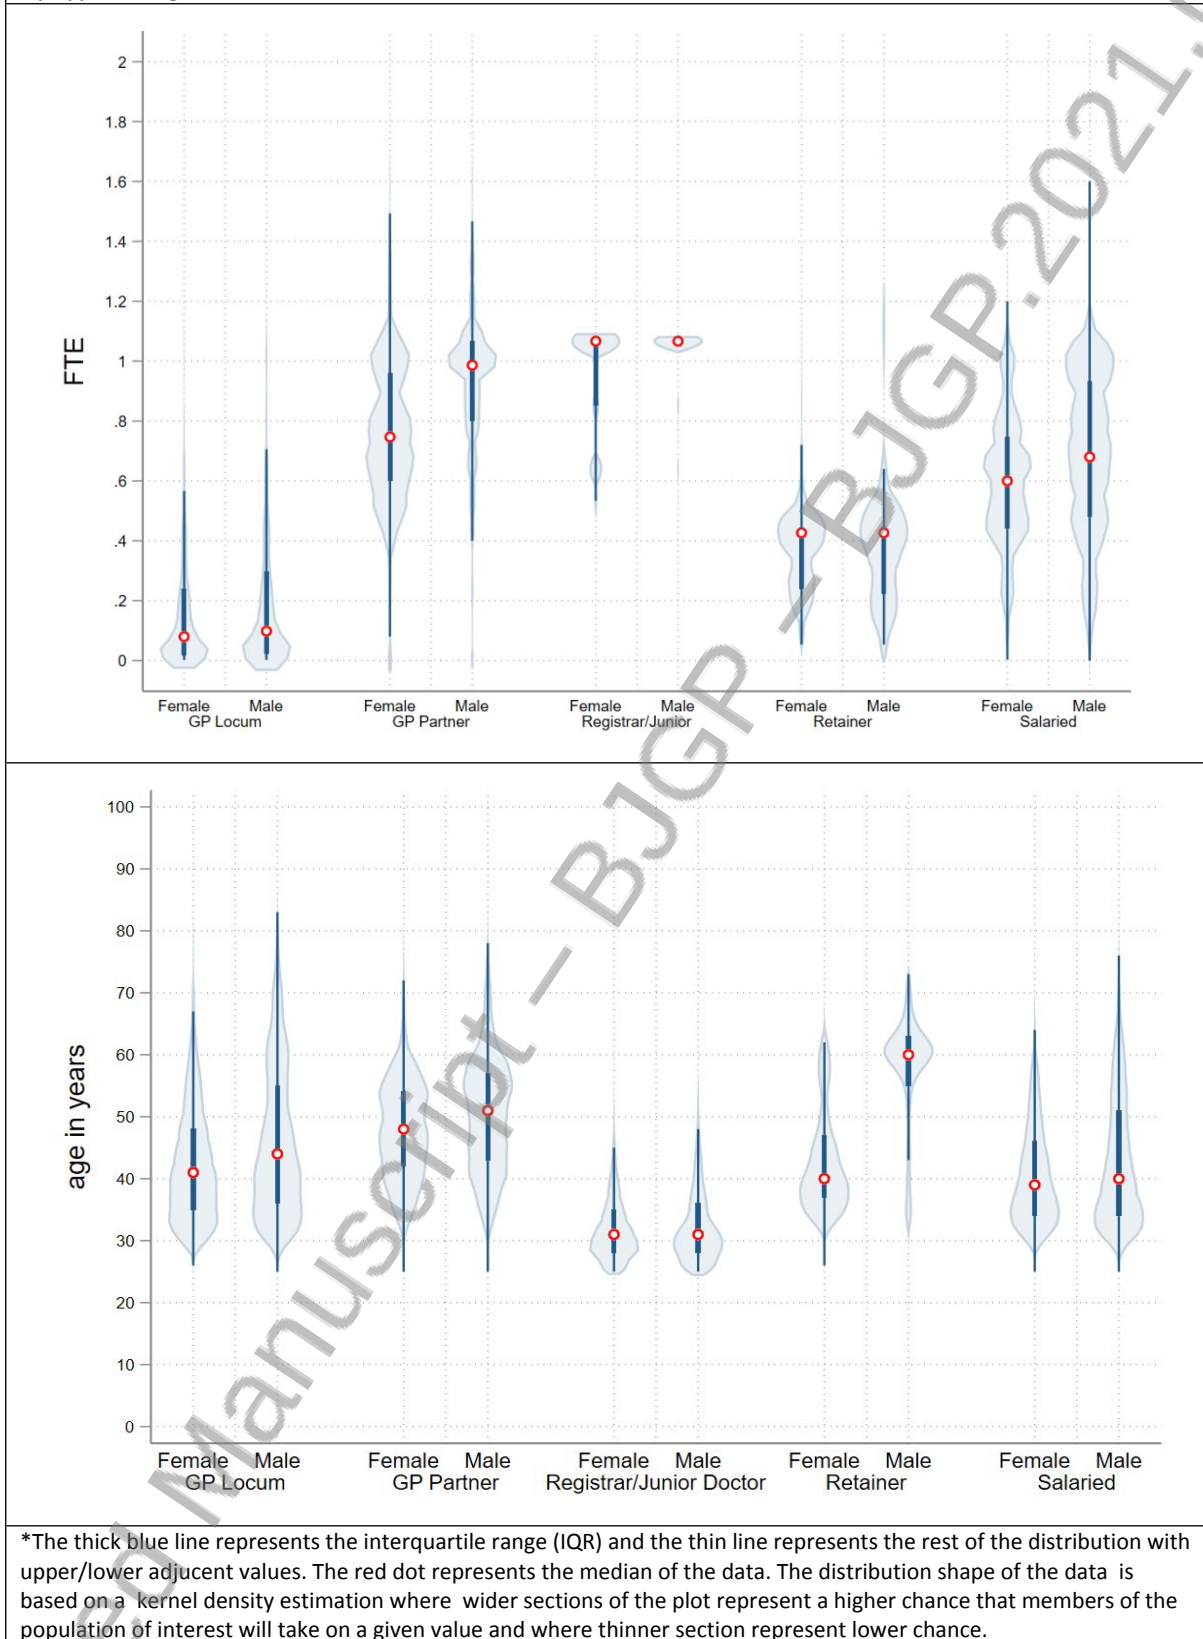 2
1.8
1.6
1.4
1.2
1
.8
.6
.4
.2
0
FTE
Female Male Female Male Female Male Female Male Female Male
GP Locum GP Partner Registrar/Junior Retainer Salaried
100
90
80
70
60
50
40
30
20
10
0
age in years
Female Male Female Male Female Male Female Male Female Male
GP Locum GP Partner Registrar/Junior Doctor Retainer Salaried
*The thick blue line represents the interquartile range (IQR) and the thin line represents the rest of the distribution with
upper/lower adjucent values. The red dot represents the median of the data. The distribution shape of the data is
based on a kernel density estimation where wider sections of the plot represent a higher chance that members of the
population of interest will take on a given value and where thinner section represent lower chance.
Manuscript – BJGP – BJGP.2021.